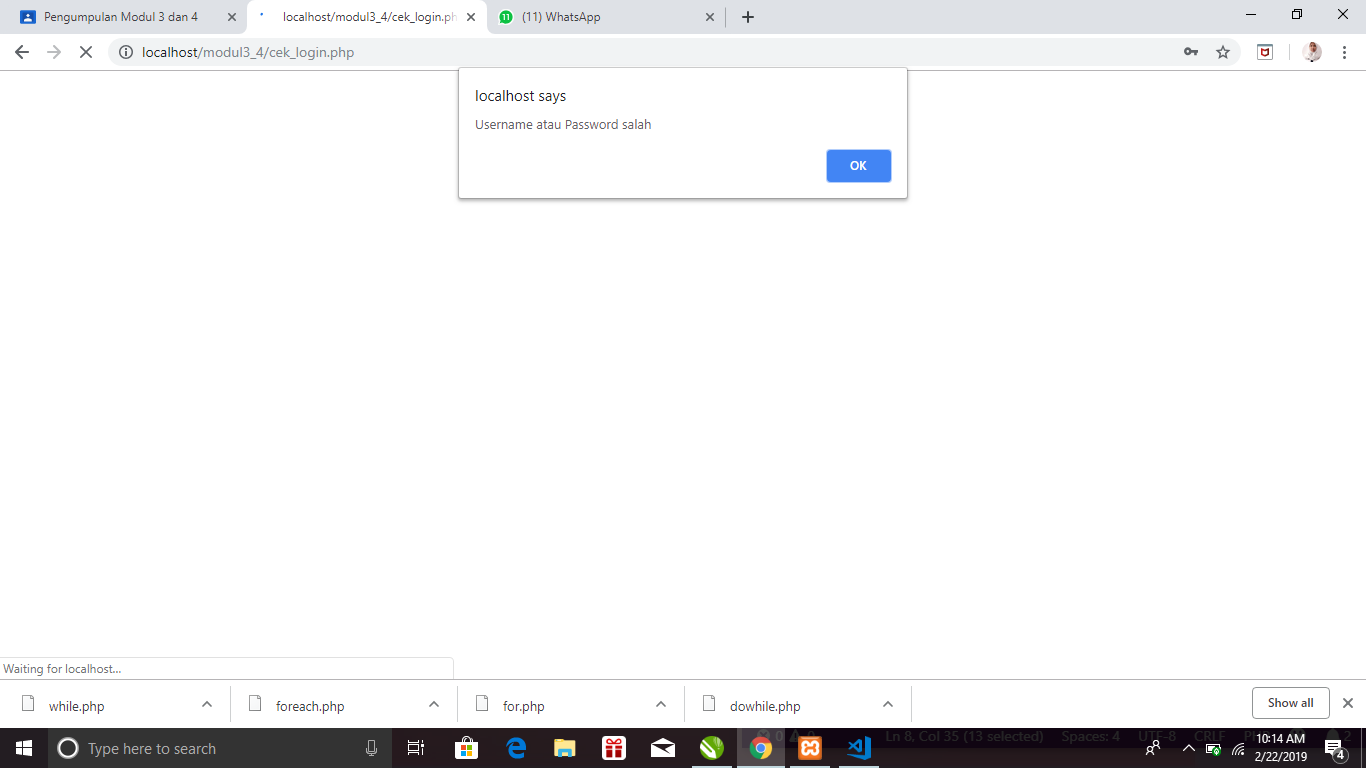 Pengumpulan Modul 3 dan 4
localhost/modul3_4/cek_login.ph
11
(11) WhatsApp
localhost/modul3_4/cek_login.php
localhost says
Username atau Password salah
OK
Waiting for localhost...
while.php
foreach.php
for.php
dowhile.php
Show all
Type here to search
Ln 8, Col 35 (13 selected)
Spaces: 4
UTF-8
CRLF
10:14 AM
2/22/2019
4